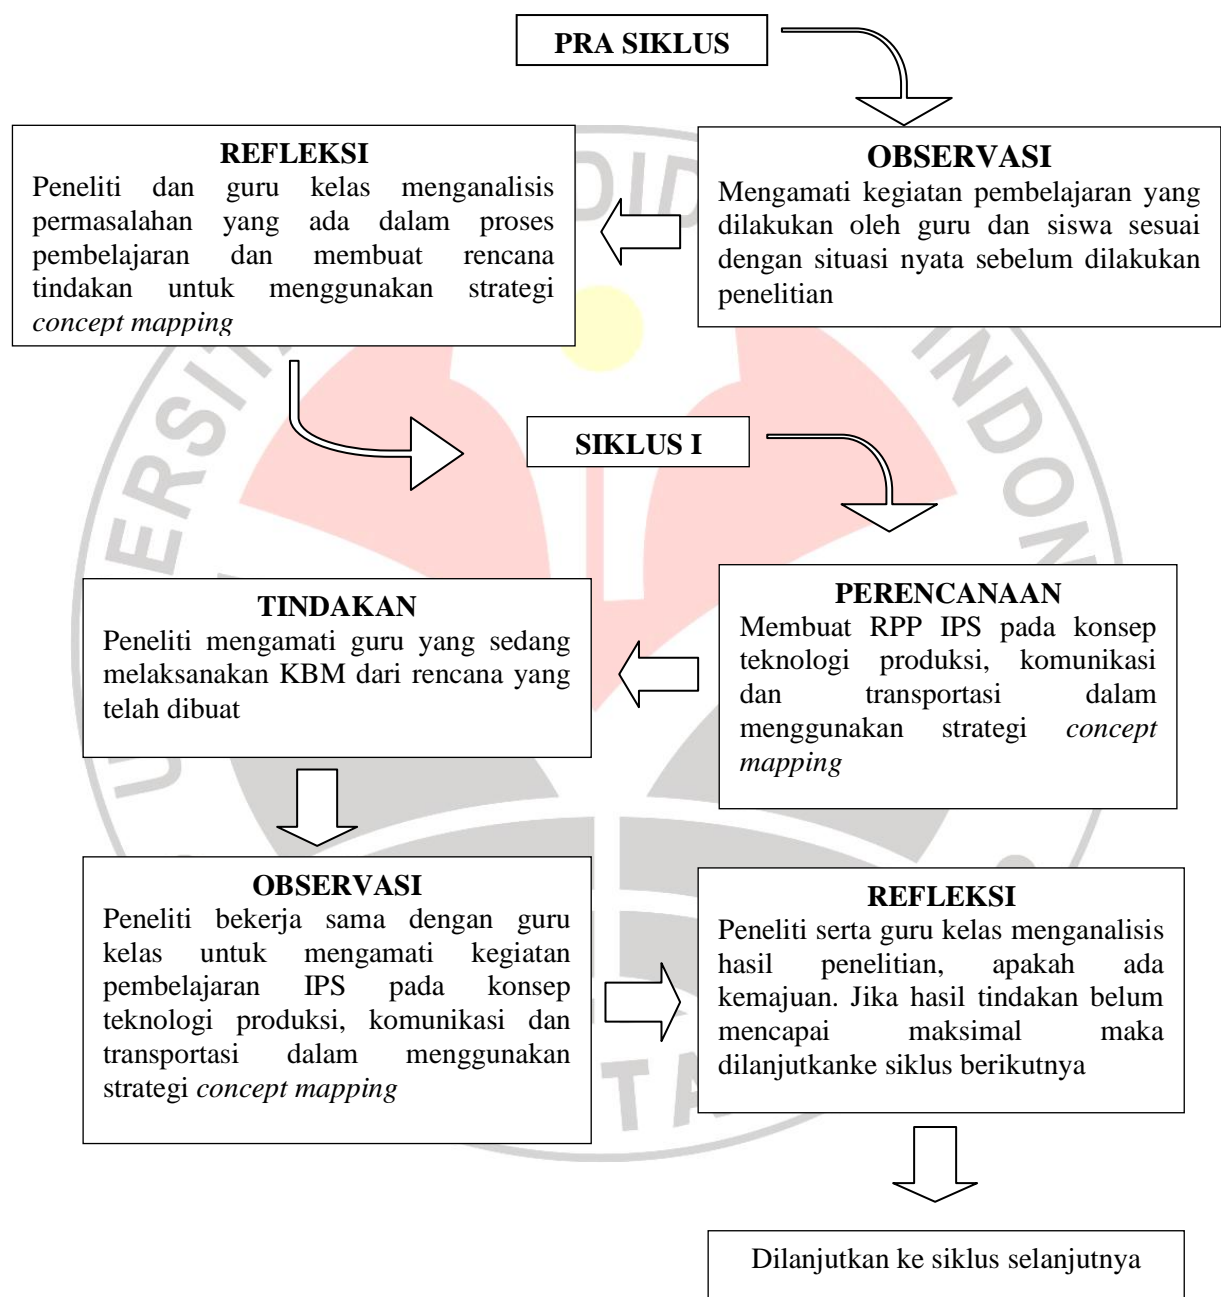 PRA SIKLUS
OBSERVASI
Mengamati kegiatan pembelajaran yang
dilakukan oleh guru dan siswa sesuai
dengan situasi nyata sebelum dilakukan
penelitian
REFLEKSI
Peneliti dan guru kelas menganalisis
permasalahan yang ada dalam proses
pembelajaran dan membuat rencana
tindakan untuk menggunakan strategi
concept mapping
SIKLUS I
PERENCANAAN
Membuat RPP IPS pada konsep
teknologi produksi, komunikasi
dan transportasi dalam
menggunakan strategi concept
mapping
TINDAKAN
Peneliti mengamati guru yang sedang
melaksanakan KBM dari rencana yang
telah dibuat
OBSERVASI
Peneliti bekerja sama dengan guru
kelas untuk mengamati kegiatan
pembelajaran IPS pada konsep
teknologi produksi, komunikasi dan
transportasi dalam menggunakan
strategi concept mapping
REFLEKSI
Peneliti serta guru kelas menganalisis
hasil penelitian, apakah ada
kemajuan. Jika hasil tindakan belum
mencapai maksimal maka
dilanjutkanke siklus berikutnya
Dilanjutkan ke siklus selanjutnya